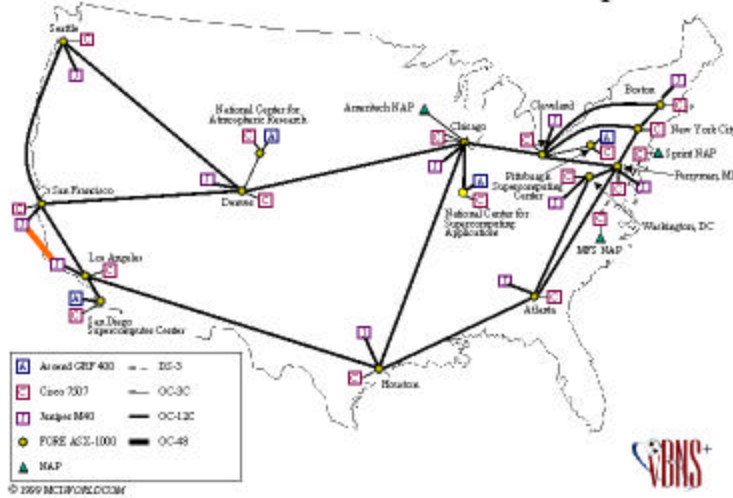 Seattle
C
J
National Center for
Atmospheric Research
C
A
Ameritech NAP
Chicago
C
J
Cleveland
C
J
Boston
J
C
New York City
C
A
C
Sprint NAP
C
Pittsburgh
Supercomputing
Center
Perryman, M
C
J
C
J
Washington, DC
C
MFS NAP
A
C
National Center for
Supercomputing
Applications
San Francisco
C
J
J
Denver
C
Los Angeles
J
C
A
C
San Diego
Supercomputer Center
J
C
Atlanta
J
C
Houston
A Ascend GRF 400
DS-3
C Cisco 7507
OC-3C
J Juniper M40
OC-12C
FORE ASX-1000
OC-48
NAP
© 1999 MCI WORLDCOM
vBNS+